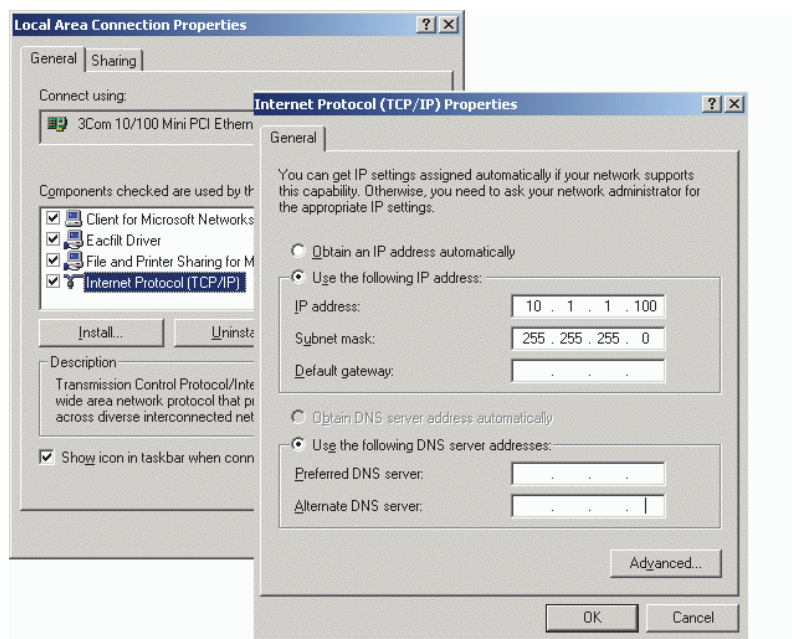 Local Area Connection Properties
General Sharing
Connect using:
3Com 10/100 Mini PCI Ethern
Components checked are used by th
Client for Microsoft Networks
Eacfilt Driver
File and Printer Sharing for M
Internet Protocol (TCP/IP)
Install... Uninsta
Description
Transmission Control Protocol/Inte
wide area network protocol that pr
across diverse interconnected net
Show icon in taskbar when conn
Internet Protocol (TCP/IP) Properties
General
You can get IP settings assigned automatically if your network supports
this capability. Otherwise, you need to ask your network administrator for
the appropriate IP settings.
Obtain an IP address automatically
Use the following IP address:
IP address: 10 . 1 . 1 . 100
Subnet mask: 255 . 255 . 255 . 0
Default gateway: . . .
Obtain DNS server address automatically
Use the following DNS server addresses:
Preferred DNS server: . . .
Alternate DNS server: . . .
Advanced...
OK Cancel